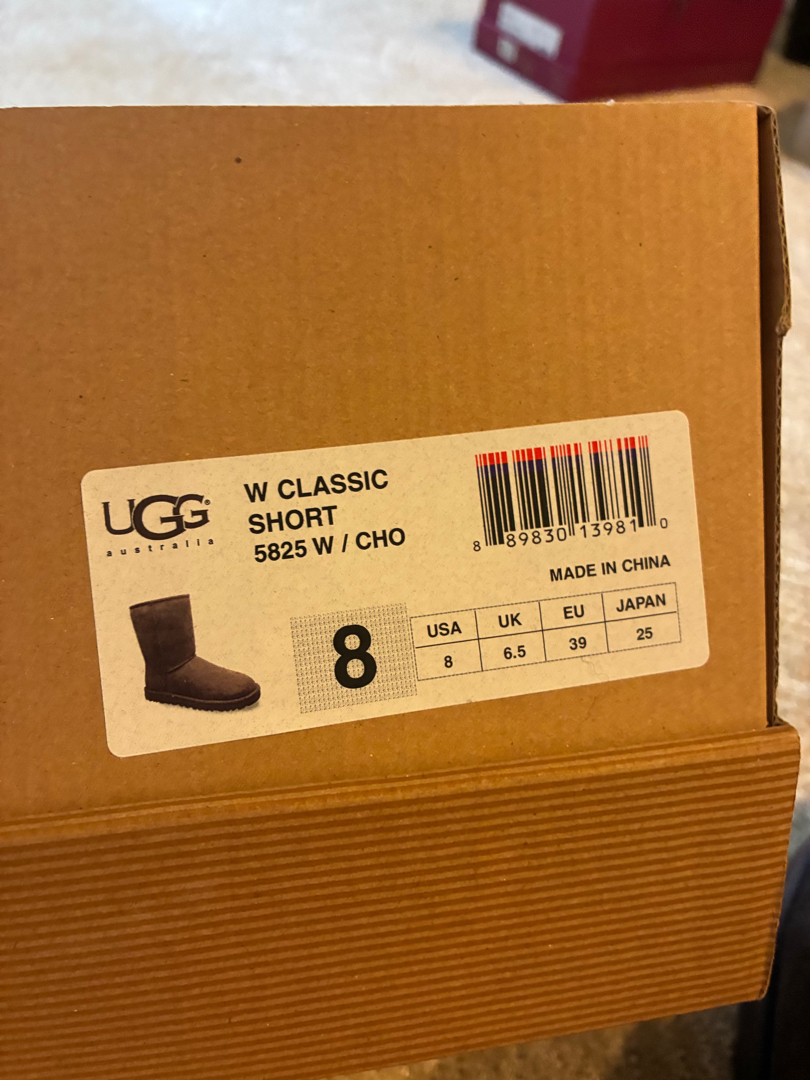 UGG®
australia
W CLASSIC
SHORT
5825 W / CHO
8 89830 13981 0
MADE IN CHINA
8
USA UK EU JAPAN
8 6.5 39 25